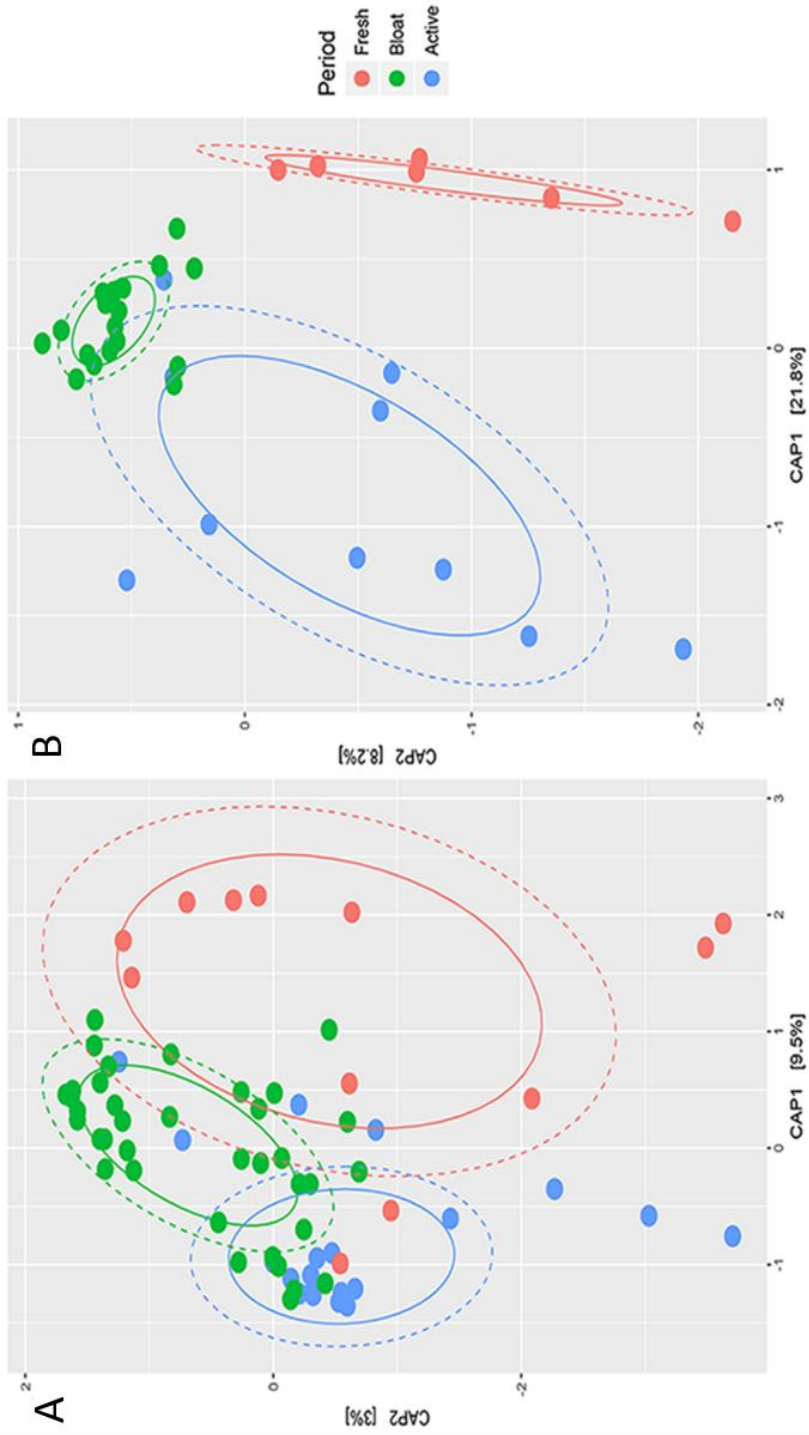 A
2
0
-2
CAP2 [3%]
-1
0
1
2
3
CAP1 [9.5%]
B
1
0
-1
-2
CAP2 [8.2%]
-2
-1
0
1
CAP1 [21.8%]
Period
Fresh
Bloat
Active